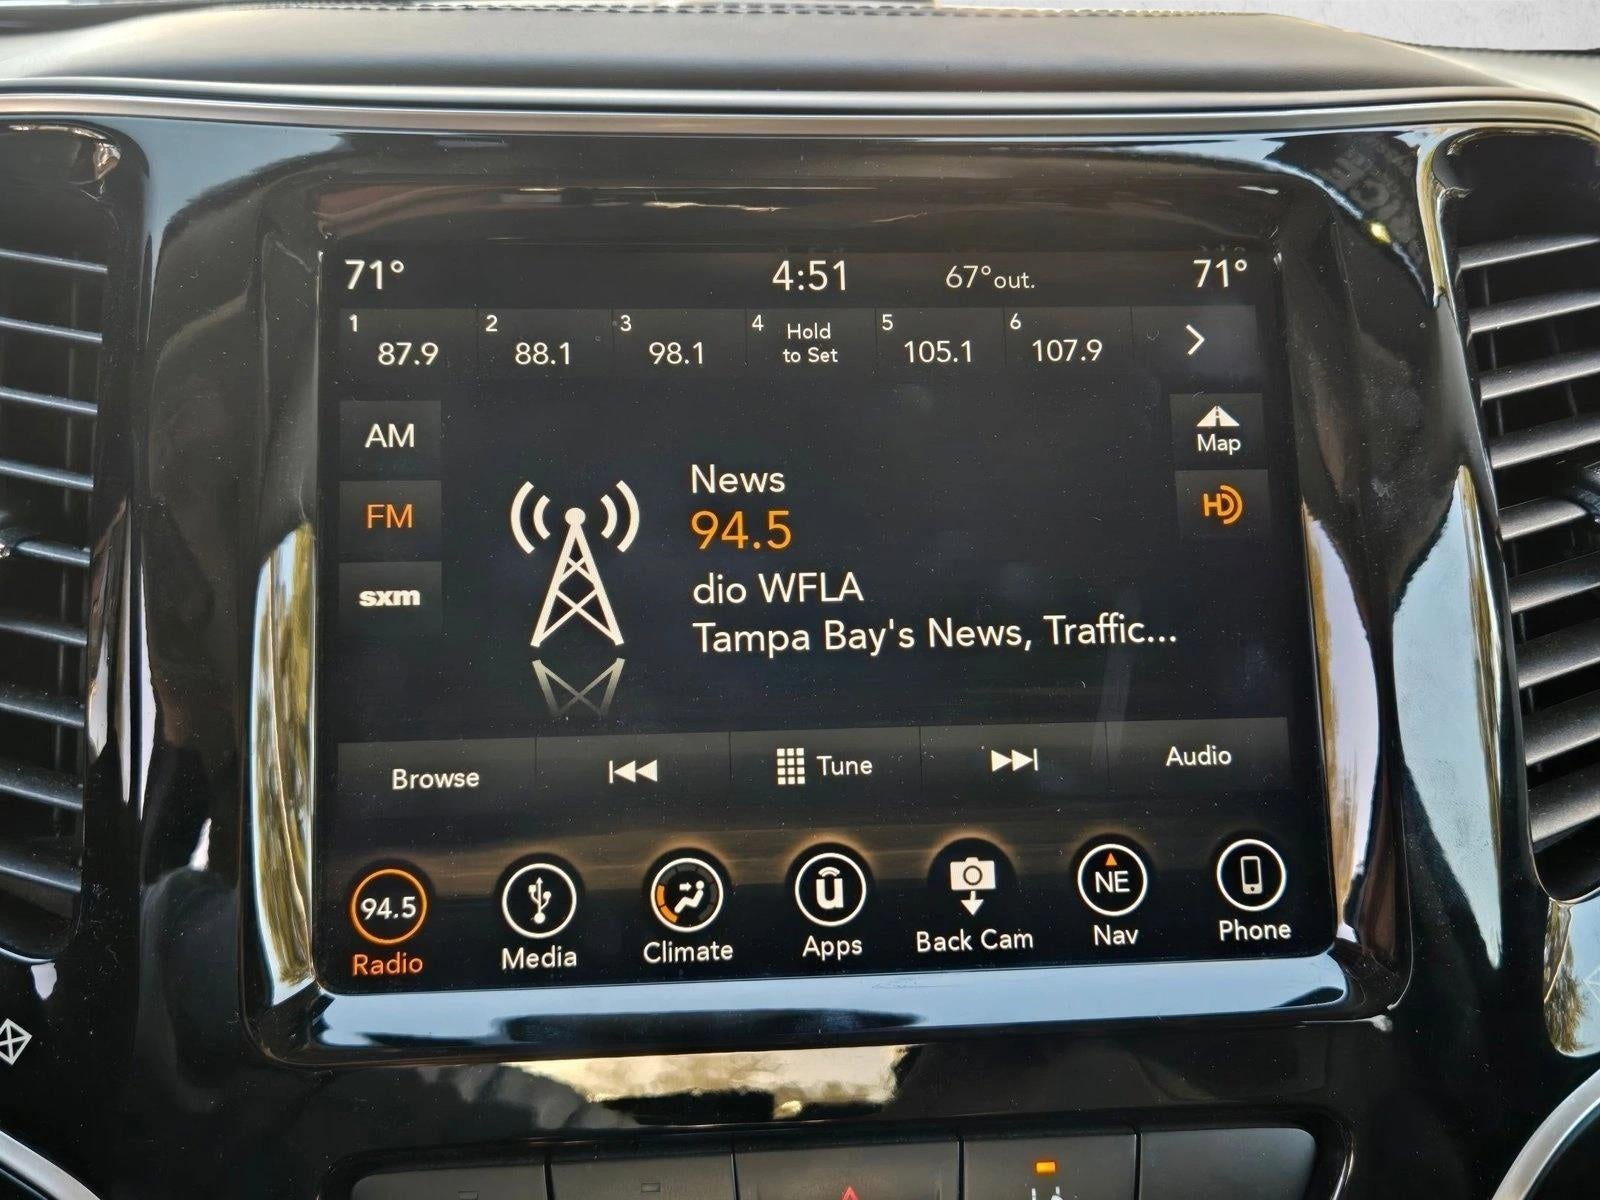 71° 4:51 67° out. 71°
1 87.9 2 88.1 3 98.1 4 Hold to Set 5 105.1 6 107.9
AM
Map
FM
HD
sxm
News
94.5
dio WFLA
Tampa Bay's News, Traffic...
Browse Tune Audio
94.5 u NE
Radio Media Climate Apps Back Cam Nav Phone